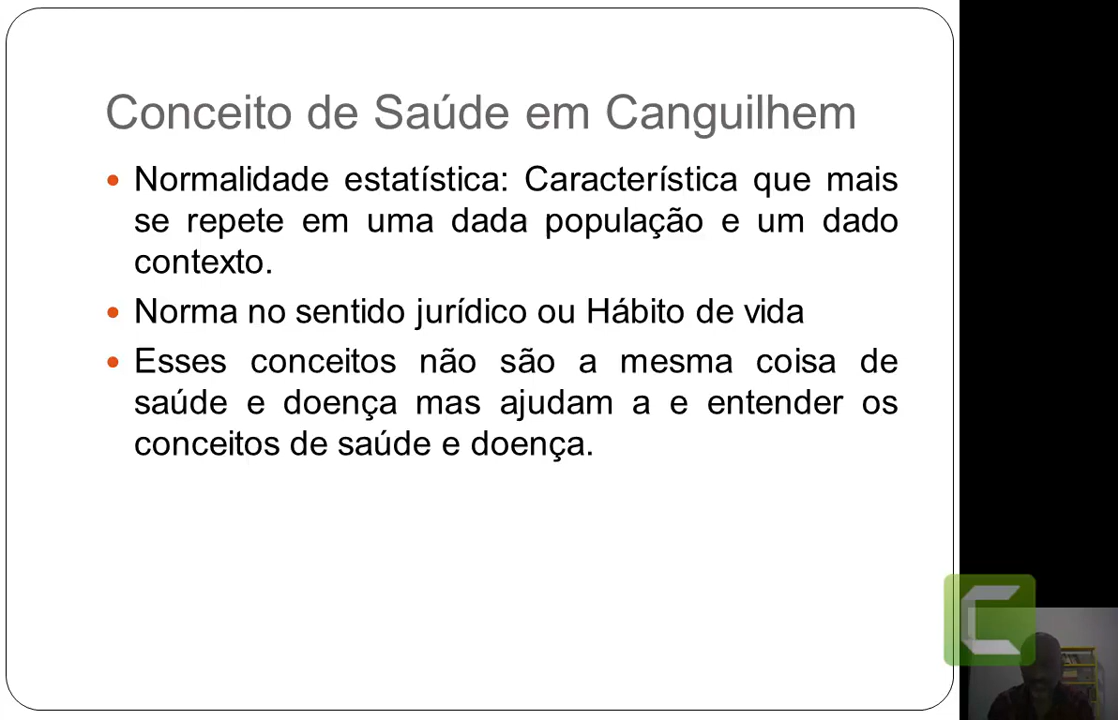 Conceito de Saúde em Canguilhem
• Normalidade estatística: Característica que mais
se repete em uma dada população e um dado
contexto.
• Norma no sentido jurídico ou Hábito de vida
• Esses conceitos não são a mesma coisa de
saúde e doença mas ajudam a e entender os
conceitos de saúde e doença.